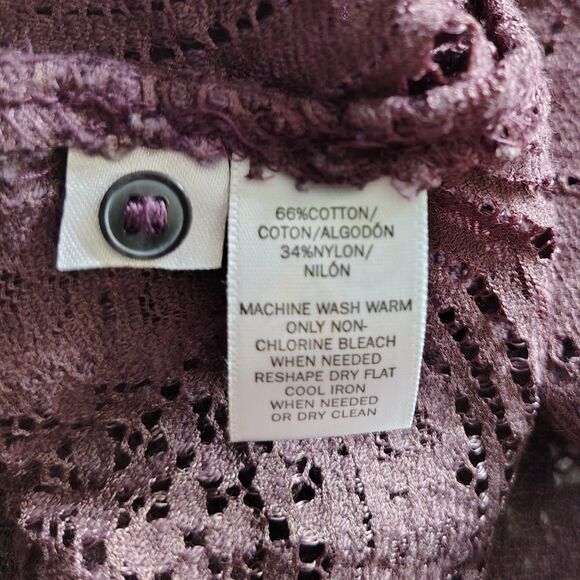 66%COTTON/
COTON/ALGODÓN
34%NYLON/
NILÔN
MACHINE WASH WARM
ONLY NON-
CHLORINE BLEACH
WHEN NEEDED
RESHAPE DRY FLAT
COOL IRON
WHEN NEEDED
OR DRY CLEAN